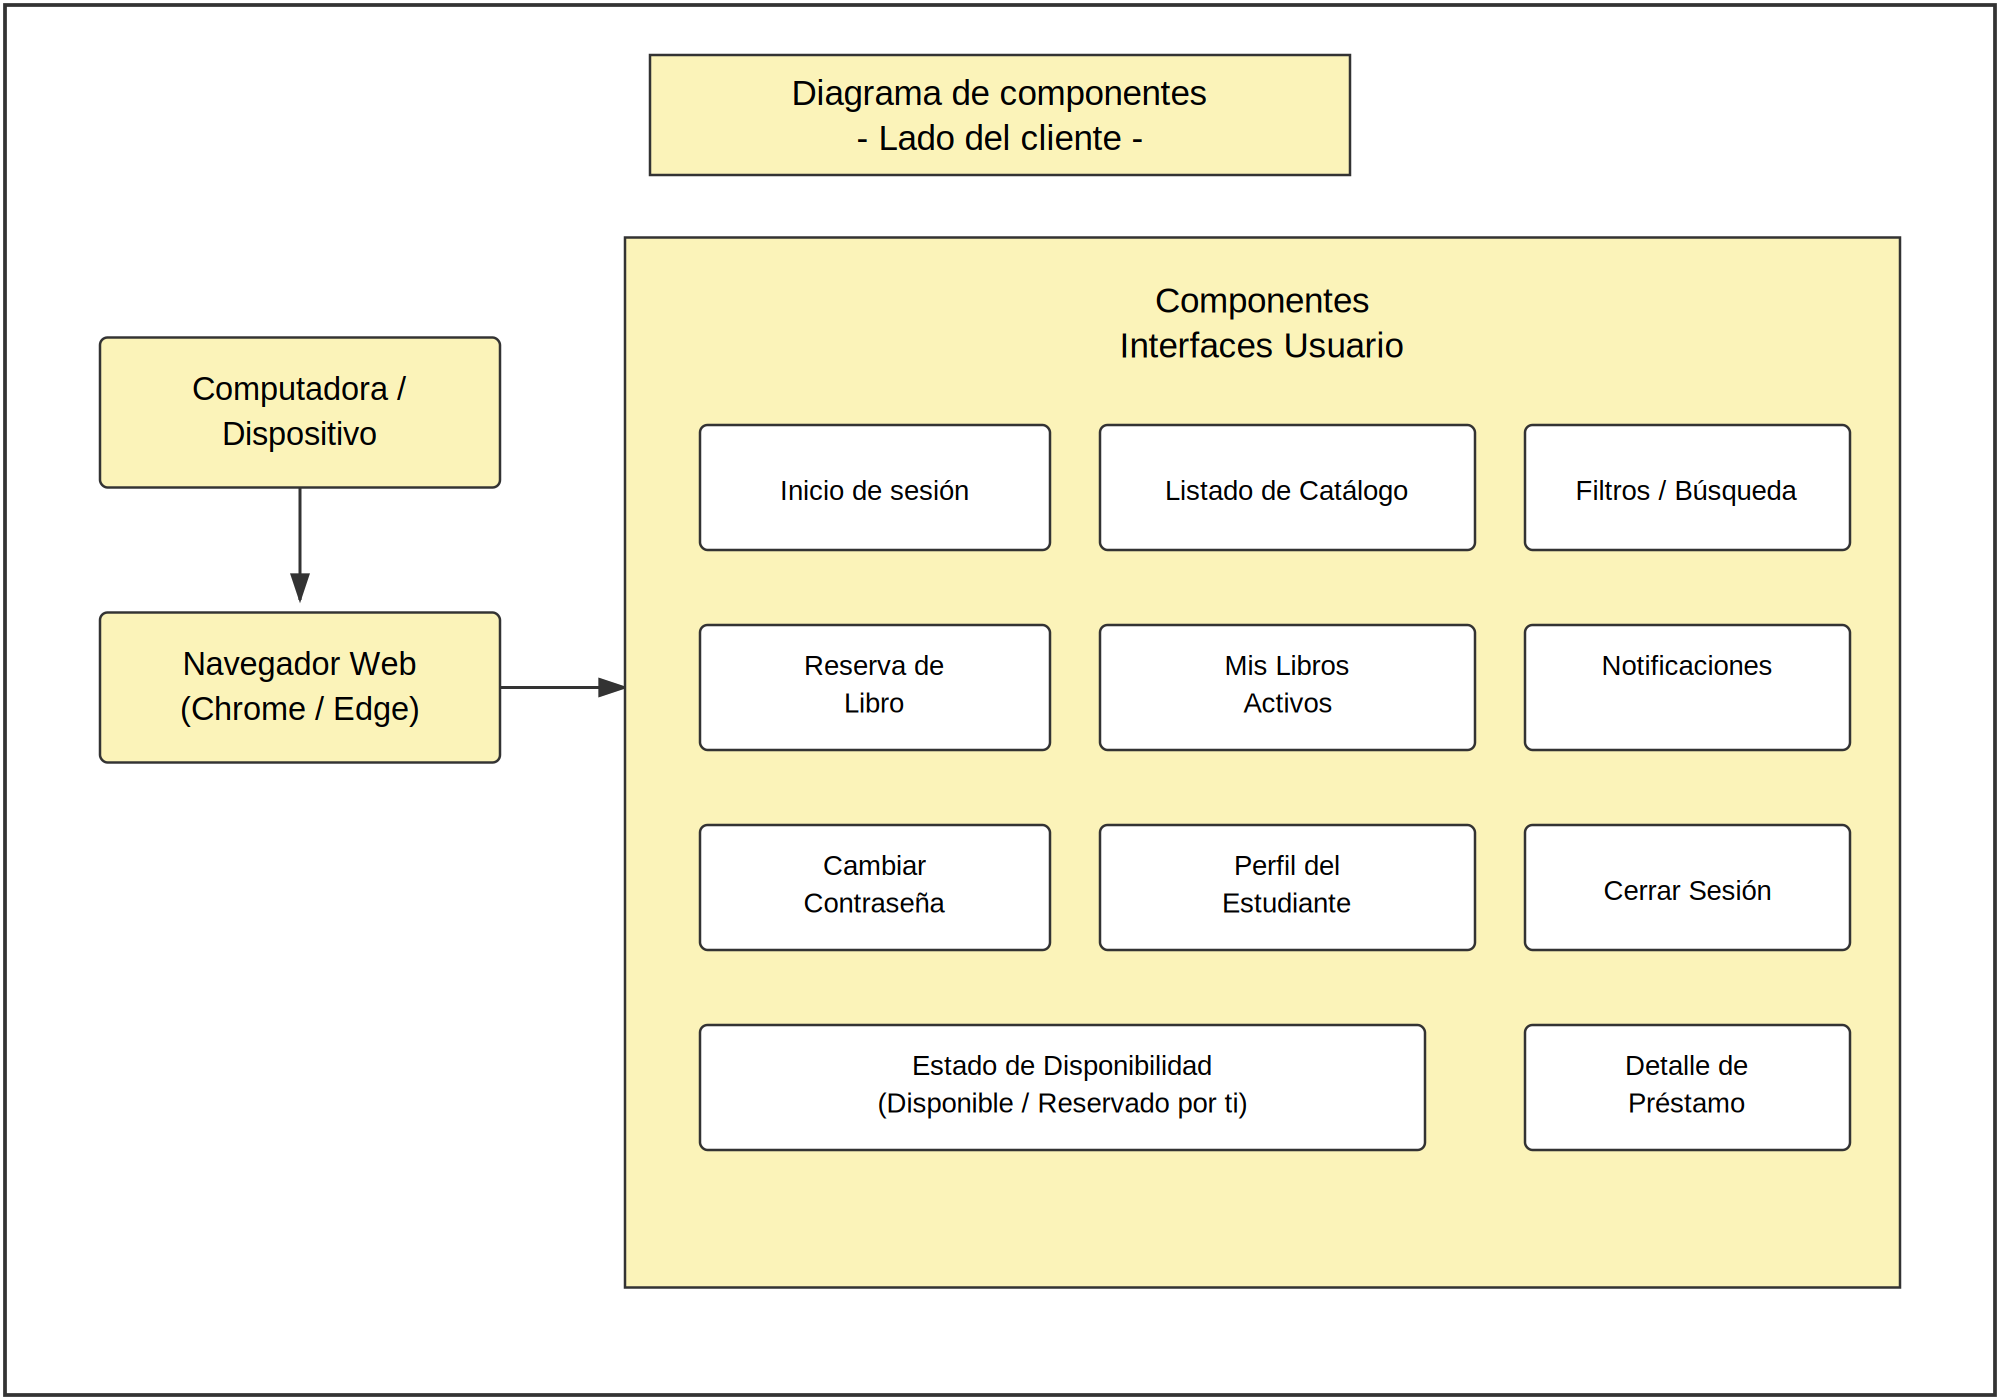 Diagrama de componentes
- Lado del cliente -
Componentes
Interfaces Usuario
Computadora /
Dispositivo
Navegador Web
(Chrome / Edge)
Inicio de sesión
Listado de Catálogo
Filtros / Búsqueda
Reserva de
Libro
Mis Libros
Activos
Notificaciones
Cambiar
Contraseña
Perfil del
Estudiante
Cerrar Sesión
Estado de Disponibilidad
(Disponible / Reservado por ti)
Detalle de
Préstamo